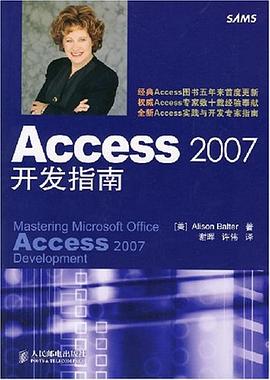 SAMS
经典Access图书五年来首度更新
权威Access专家数十载经验奉献
全新Access实践与开发专家指南
Access 2007
开发指南
Mastering Microsoft Office
Access 2007
Development
[美] Alison Balter 著
谢晖 许伟 译
人民邮电出版社
POSTS & TELECOM PRESS